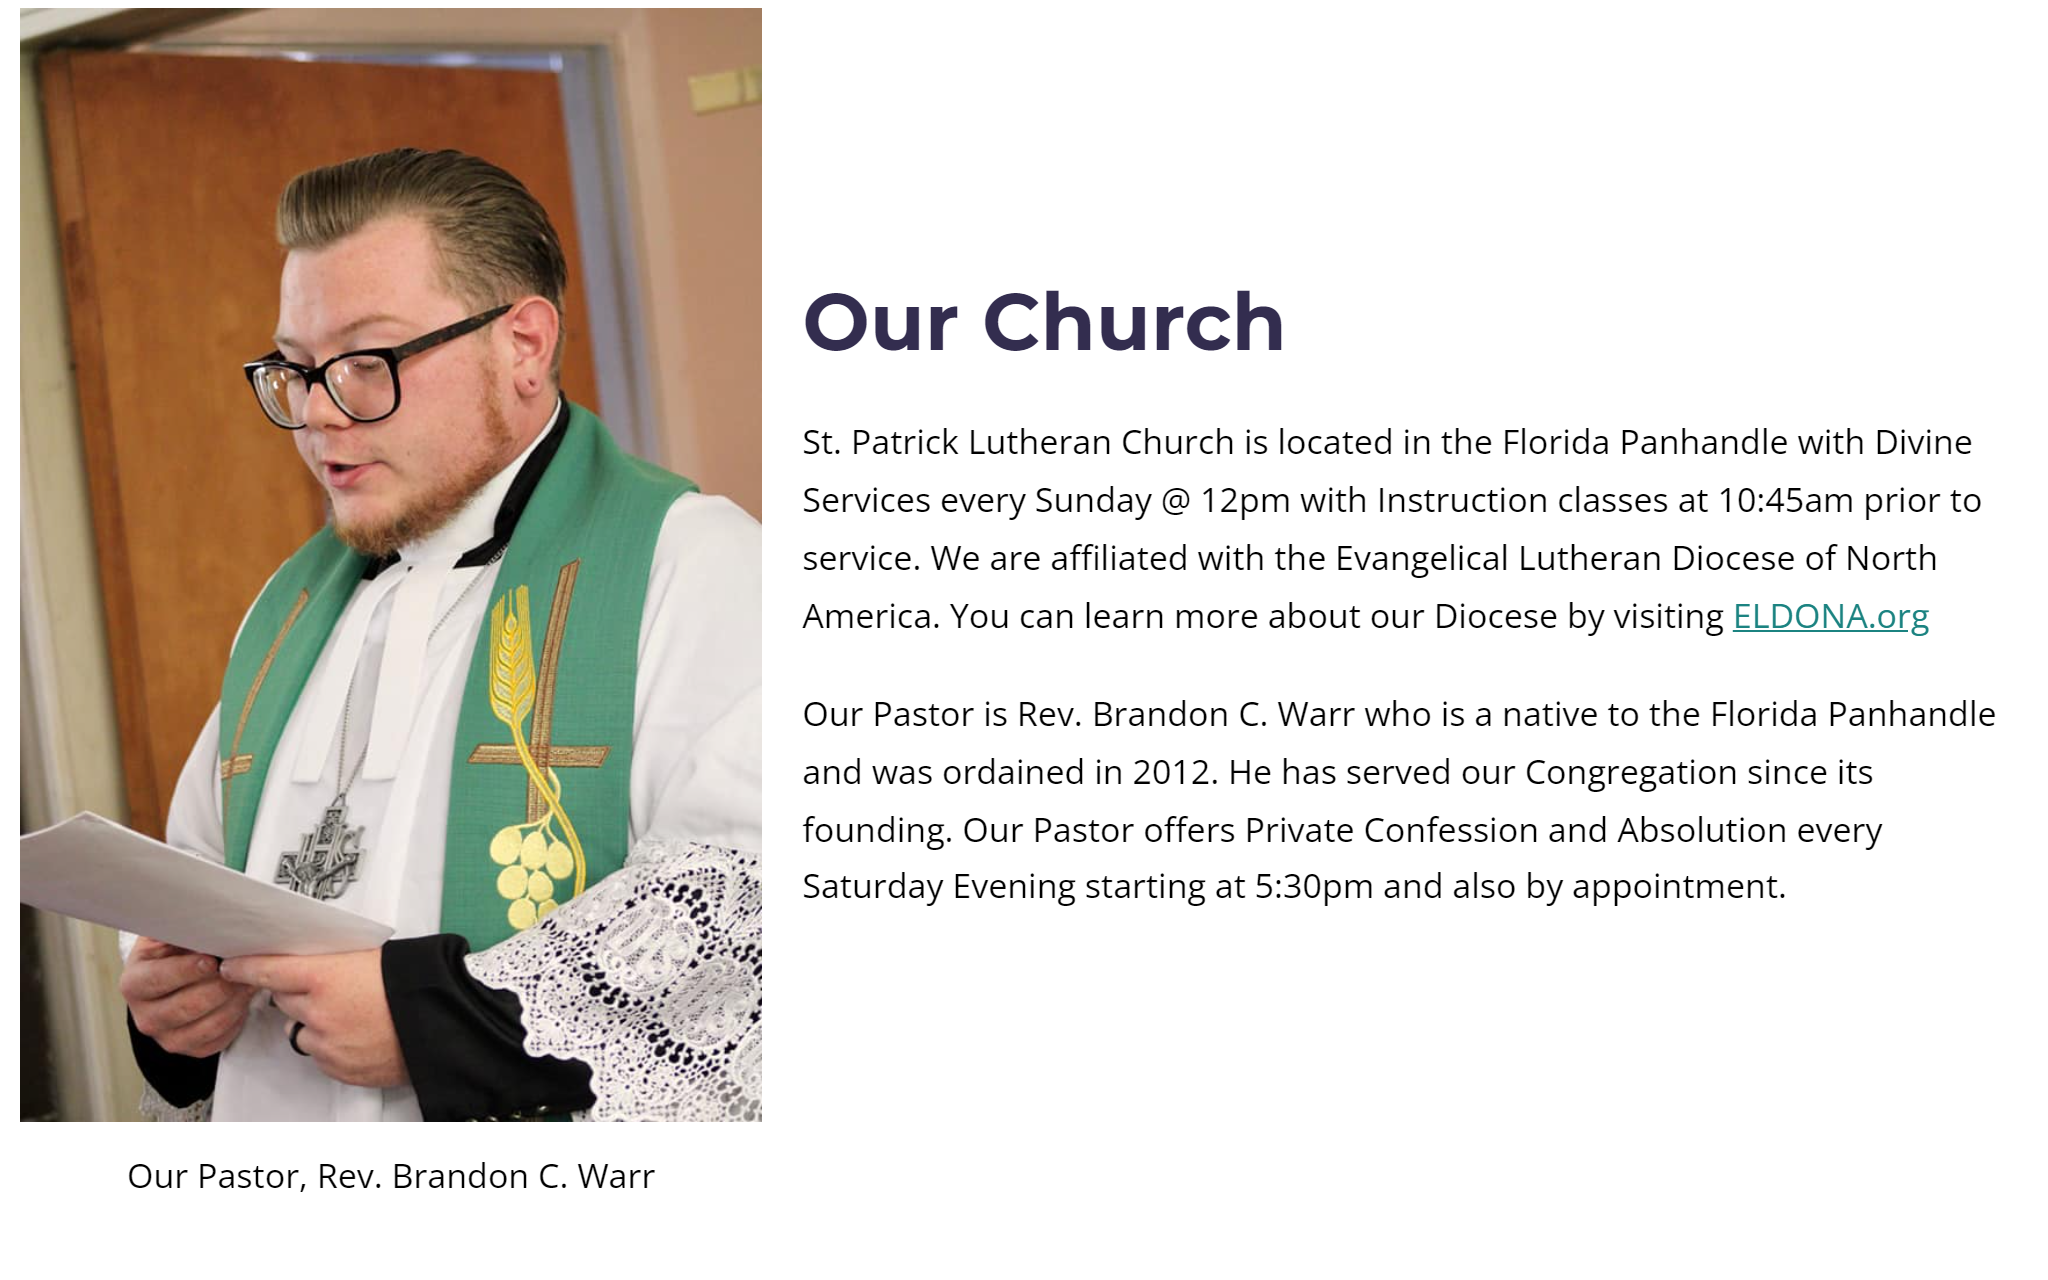 Our Church
St. Patrick Lutheran Church is located in the Florida Panhandle with Divine
Services every Sunday @ 12pm with Instruction classes at 10:45am prior to
service. We are affiliated with the Evangelical Lutheran Diocese of North
America. You can learn more about our Diocese by visiting ELDONA.org
Our Pastor is Rev. Brandon C. Warr who is a native to the Florida Panhandle
and was ordained in 2012. He has served our Congregation since its
founding. Our Pastor offers Private Confession and Absolution every
Saturday Evening starting at 5:30pm and also by appointment.
Our Pastor, Rev. Brandon C. Warr